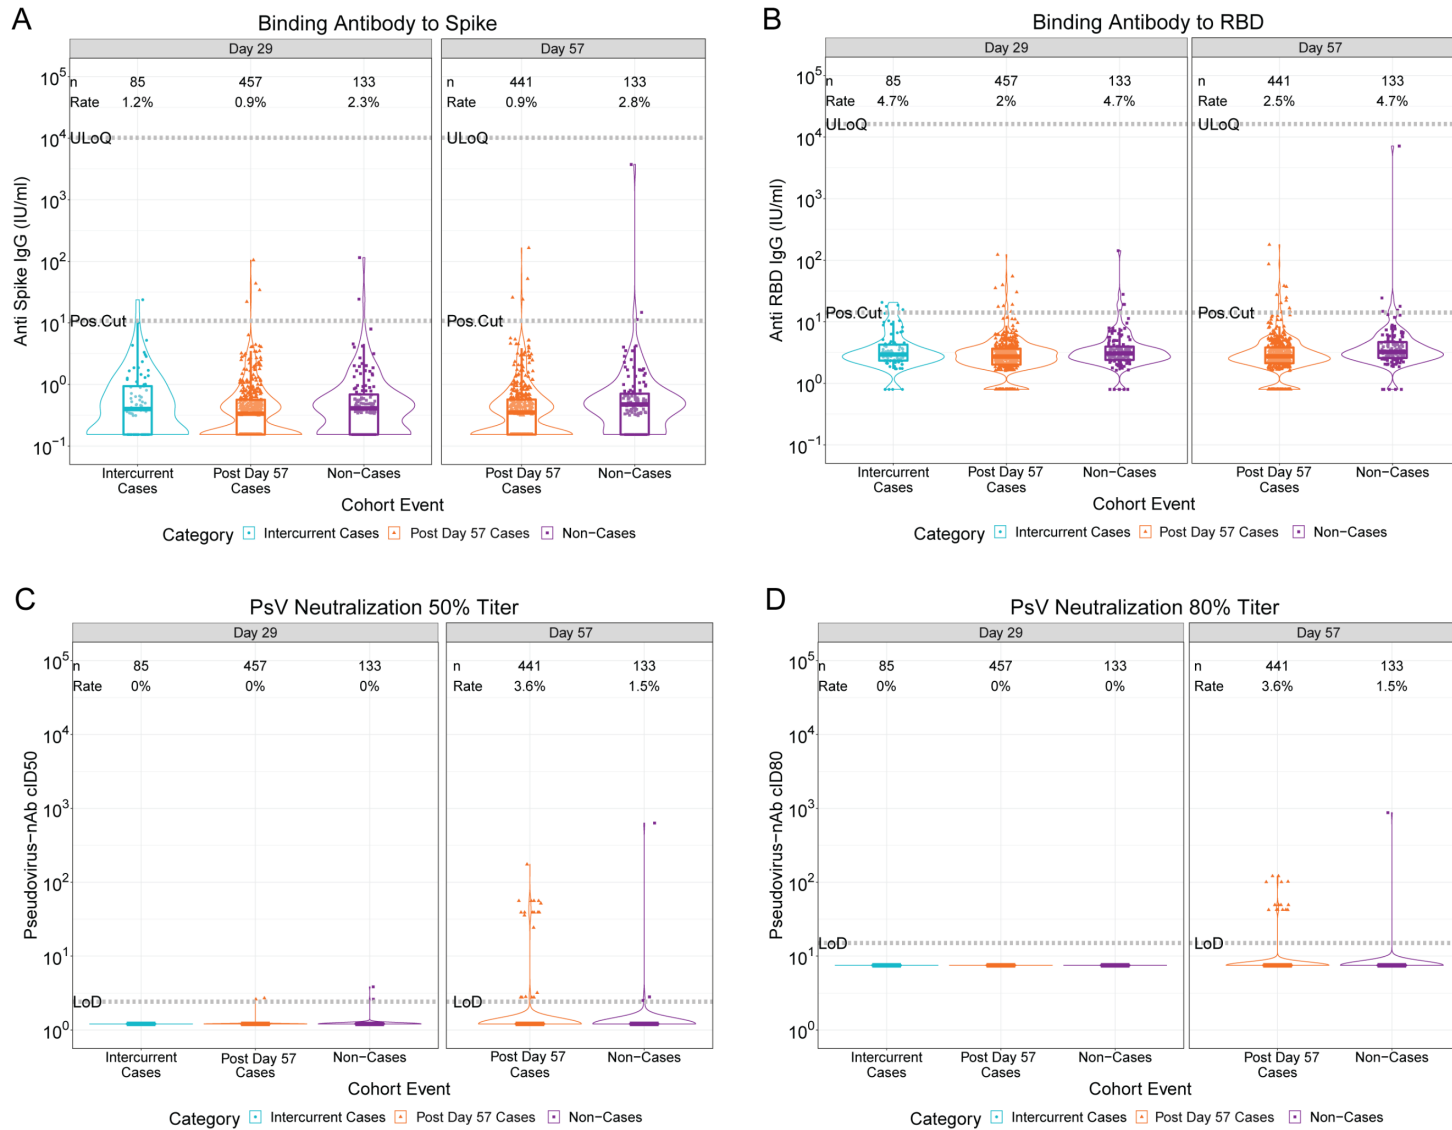 A
Binding Antibody to Spike
Day 29
Day 57
n 85 457 133 441 133
Rate 1.2% 0.9% 2.3% 0.9% 2.8%
10^5
10^4
10^3
10^2
10^1
10^0
10^−1
ULoQ ULoQ
Pos.Cut Pos.Cut
Anti Spike IgG (IU/ml)
Intercurrent Cases
Post Day 57 Cases
Non−Cases
Post Day 57 Cases
Non−Cases
Cohort Event
Category Intercurrent Cases Post Day 57 Cases Non−Cases
B
Binding Antibody to RBD
Day 29
Day 57
n 85 457 133 441 133
Rate 4.7% 2% 4.7% 2.5% 4.7%
10^5
10^4
10^3
10^2
10^1
10^0
10^−1
ULoQ ULoQ
Pos.Cut Pos.Cut
Anti RBD IgG (IU/ml)
Intercurrent Cases
Post Day 57 Cases
Non−Cases
Post Day 57 Cases
Non−Cases
Cohort Event
Category Intercurrent Cases Post Day 57 Cases Non−Cases
C
PsV Neutralization 50% Titer
Day 29
Day 57
n 85 457 133 n 441 133
Rate 0% 0% 0% Rate 3.6% 1.5%
10^5
10^4
10^3
10^2
10^1
10^0
LoD LoD
Pseudovirus−nAb cID50
Intercurrent Cases
Post Day 57 Cases
Non−Cases
Post Day 57 Cases
Non−Cases
Cohort Event
Category Intercurrent Cases Post Day 57 Cases Non−Cases
D
PsV Neutralization 80% Titer
Day 29
Day 57
n 85 457 133 n 441 133
Rate 0% 0% 0% Rate 3.6% 1.5%
10^5
10^4
10^3
10^2
10^1
10^0
LoD LoD
Pseudovirus−nAb cID80
Intercurrent Cases
Post Day 57 Cases
Non−Cases
Post Day 57 Cases
Non−Cases
Cohort Event
Category Intercurrent Cases Post Day 57 Cases Non−Cases